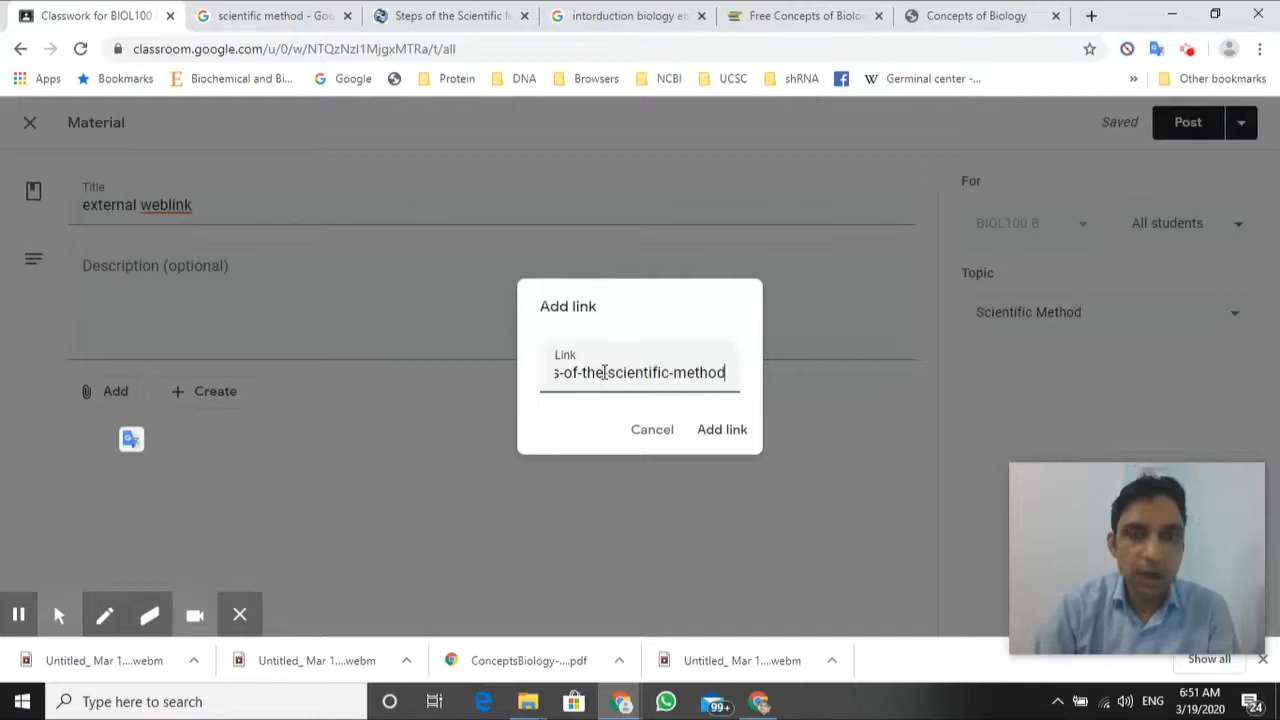 Classwork for BIOL100
scientific method - Goo
Steps of the Scientific M
intorduction biology eb
Free Concepts of Biolo
Concepts of Biology
classroom.google.com/u/0/w/NTQzNzI1MjgxMTRa/t/all
Apps
Bookmarks
Biochemical and Bi...
Google
Protein
DNA
Browsers
NCBI
UCSC
shRNA
Germinal center -...
»
Other bookmarks
Material
Saved
Post
Title
external weblink
Description (optional)
Add
Create
For
BIOL100 B
All students
Topic
Scientific Method
Add link
Link
s-of-the-scientific-method
Cancel
Add link
Untitled_ Mar 1....webm
Untitled_ Mar 1....webm
ConceptsBiology-....pdf
Untitled_ Mar 1....webm
Show all
Type here to search
99+
ENG
6:51 AM
3/19/2020
24